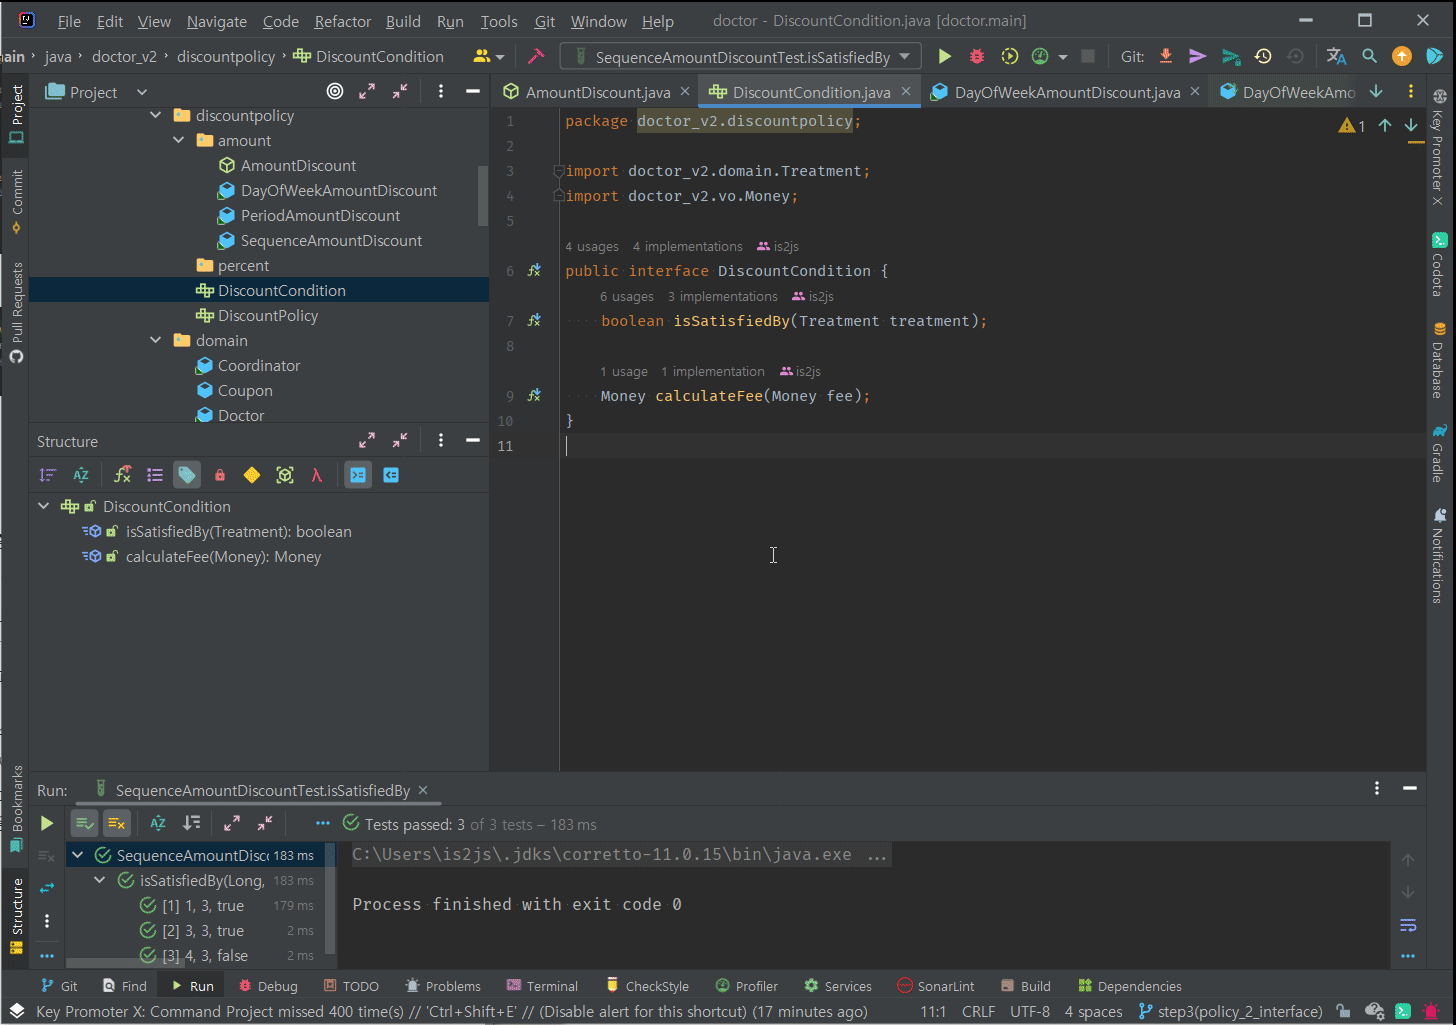 File Edit View Navigate Code Refactor Build Run Tools Git Window Help doctor - DiscountCondition.java [doctor.main]
ain › java › doctor_v2 › discountpolicy › DiscountCondition SequenceAmountDiscountTest.isSatisfiedBy Git:
Project
AmountDiscount.java DiscountCondition.java DayOfWeekAmountDiscount.java DayOfWeekAmo
discountpolicy
amount
AmountDiscount
DayOfWeekAmountDiscount
PeriodAmountDiscount
SequenceAmountDiscount
percent
DiscountCondition
DiscountPolicy
domain
Coordinator
Coupon
Doctor
Structure
DiscountCondition
isSatisfiedBy(Treatment): boolean
calculateFee(Money): Money
1 package doctor_v2.discountpolicy;
2
3 import doctor_v2.domain.Treatment;
4 import doctor_v2.vo.Money;
5
4 usages 4 implementations is2js
6 public interface DiscountCondition {
6 usages 3 implementations is2js
7 boolean isSatisfiedBy(Treatment treatment);
8
1 usage 1 implementation is2js
9 Money calculateFee(Money fee);
10 }
11
1
Project
Commit
Pull Requests
Bookmarks
Structure
Key Promoter X
Codota
Database
Gradle
Notifications
Run: SequenceAmountDiscountTest.isSatisfiedBy
Tests passed: 3 of 3 tests – 183 ms
SequenceAmountDisc 183 ms
isSatisfiedBy(Long, 183 ms
[1] 1, 3, true 179 ms
[2] 3, 3, true 2 ms
[3] 4, 3, false 2 ms
C:\Users\is2js\.jdks\corretto-11.0.15\bin\java.exe ...
Process finished with exit code 0
Git Find Run Debug TODO Problems Terminal CheckStyle Profiler Services SonarLint Build Dependencies
Key Promoter X: Command Project missed 400 time(s) // 'Ctrl+Shift+E' // (Disable alert for this shortcut) (17 minutes ago) 11:1 CRLF UTF-8 4 spaces step3(policy_2_interface)